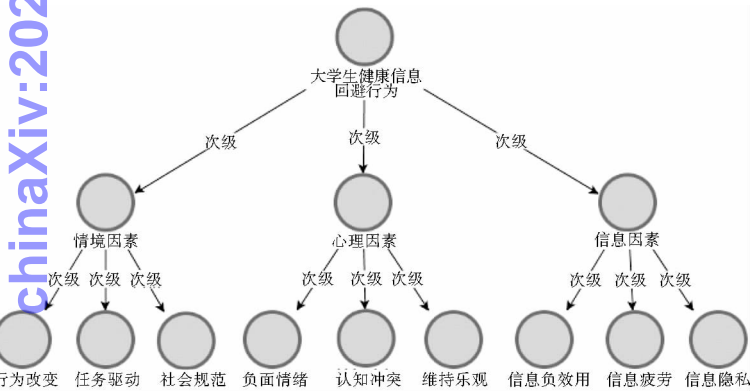 chinaXiv:202
大学生健康信息
回避行为
次级 次级 次级
情境因素 心理因素 信息因素
次级 次级 次级 次级 次级 次级 次级 次级 次级
行为改变 任务驱动 社会规范 负面情绪 认知冲突 维持乐观 信息负效用 信息疲劳 信息隐私